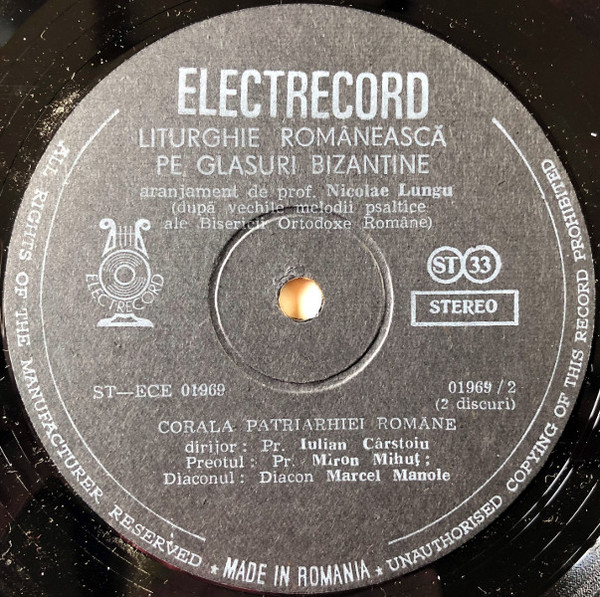 ELECTRECORD
LITURGHIE ROMÂNEASCĂ
PE GLASURI BIZANTINE
aranjament de prof. Nicolae Lungu
(după vechile melodii psaltice
ale Bisericii Ortodoxe Române)
ELECTRECORD
ST 33
STEREO
ST—ECE 01969
01969/2
(2 discuri)
CORALA PATRIARHIEI ROMÂNE
dirijor: Pr. Iulian Cârstoiu
Preotul: Pr. Miron Mihuţ;
Diaconul: Diacon Marcel Manole
ALL RIGHTS OF THE MANUFACTURER RESERVED ★ MADE IN ROMANIA ★ UNAUTHORISED COPYING OF THIS RECORD PROHIBITED